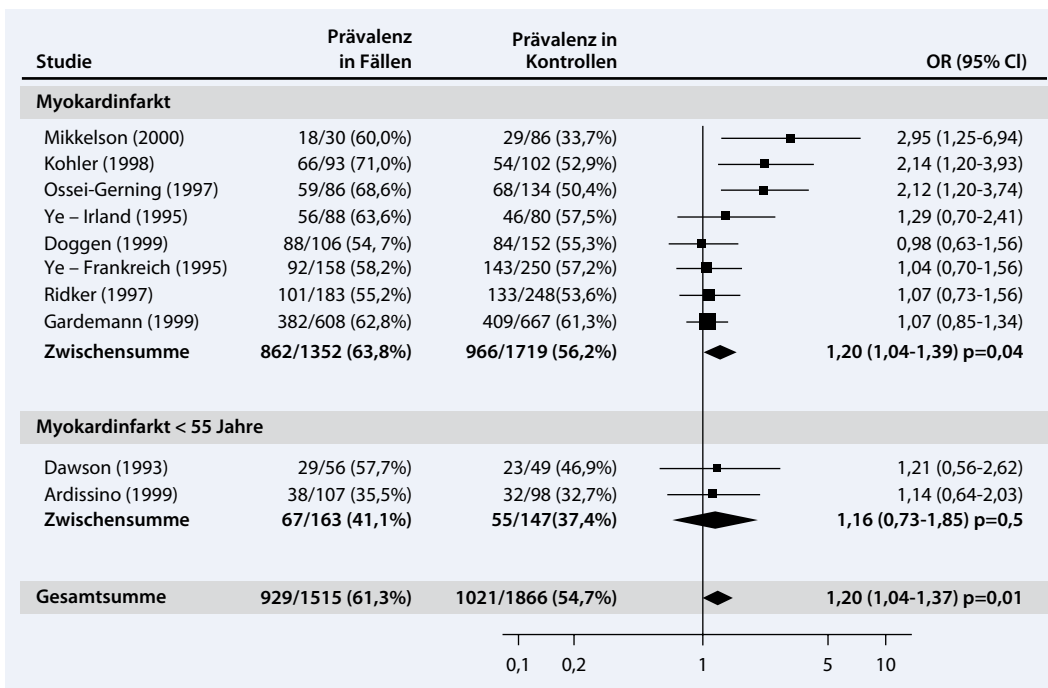 Studie Prävalenz in Fällen Prävalenz in Kontrollen OR (95% CI)
Myokardinfarkt
Mikkelson (2000) 18/30 (60,0%) 29/86 (33,7%) 2,95 (1,25-6,94)
Kohler (1998) 66/93 (71,0%) 54/102 (52,9%) 2,14 (1,20-3,93)
Ossei-Gerning (1997) 59/86 (68,6%) 68/134 (50,4%) 2,12 (1,20-3,74)
Ye – Irland (1995) 56/88 (63,6%) 46/80 (57,5%) 1,29 (0,70-2,41)
Doggen (1999) 88/106 (54, 7%) 84/152 (55,3%) 0,98 (0,63-1,56)
Ye – Frankreich (1995) 92/158 (58,2%) 143/250 (57,2%) 1,04 (0,70-1,56)
Ridker (1997) 101/183 (55,2%) 133/248(53,6%) 1,07 (0,73-1,56)
Gardemann (1999) 382/608 (62,8%) 409/667 (61,3%) 1,07 (0,85-1,34)
Zwischensumme 862/1352 (63,8%) 966/1719 (56,2%) 1,20 (1,04-1,39) p=0,04
Myokardinfarkt < 55 Jahre
Dawson (1993) 29/56 (57,7%) 23/49 (46,9%) 1,21 (0,56-2,62)
Ardissino (1999) 38/107 (35,5%) 32/98 (32,7%) 1,14 (0,64-2,03)
Zwischensumme 67/163 (41,1%) 55/147(37,4%) 1,16 (0,73-1,85) p=0,5
Gesamtsumme 929/1515 (61,3%) 1021/1866 (54,7%) 1,20 (1,04-1,37) p=0,01
0,1 0,2 1 5 10